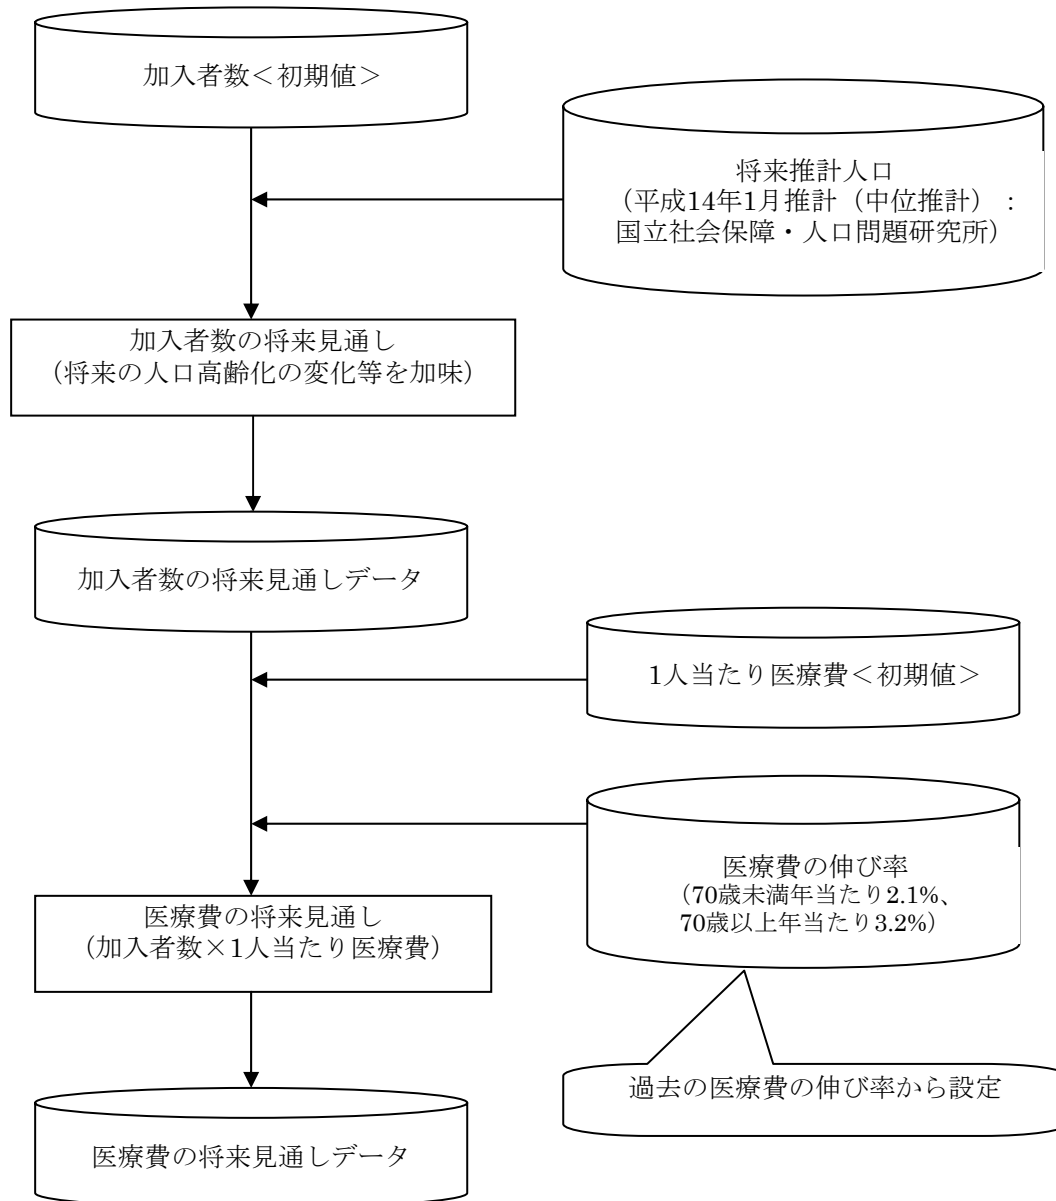 加入者数＜初期値＞
将来推計人口
（平成14年1月推計（中位推計）：
国立社会保障・人口問題研究所）
加入者数の将来見通し
（将来の人口高齢化の変化等を加味）
加入者数の将来見通しデータ
1人当たり医療費＜初期値＞
医療費の伸び率
（70歳未満年当たり2.1%、
70歳以上年当たり3.2%）
医療費の将来見通し
（加入者数×1人当たり医療費）
過去の医療費の伸び率から設定
医療費の将来見通しデータ